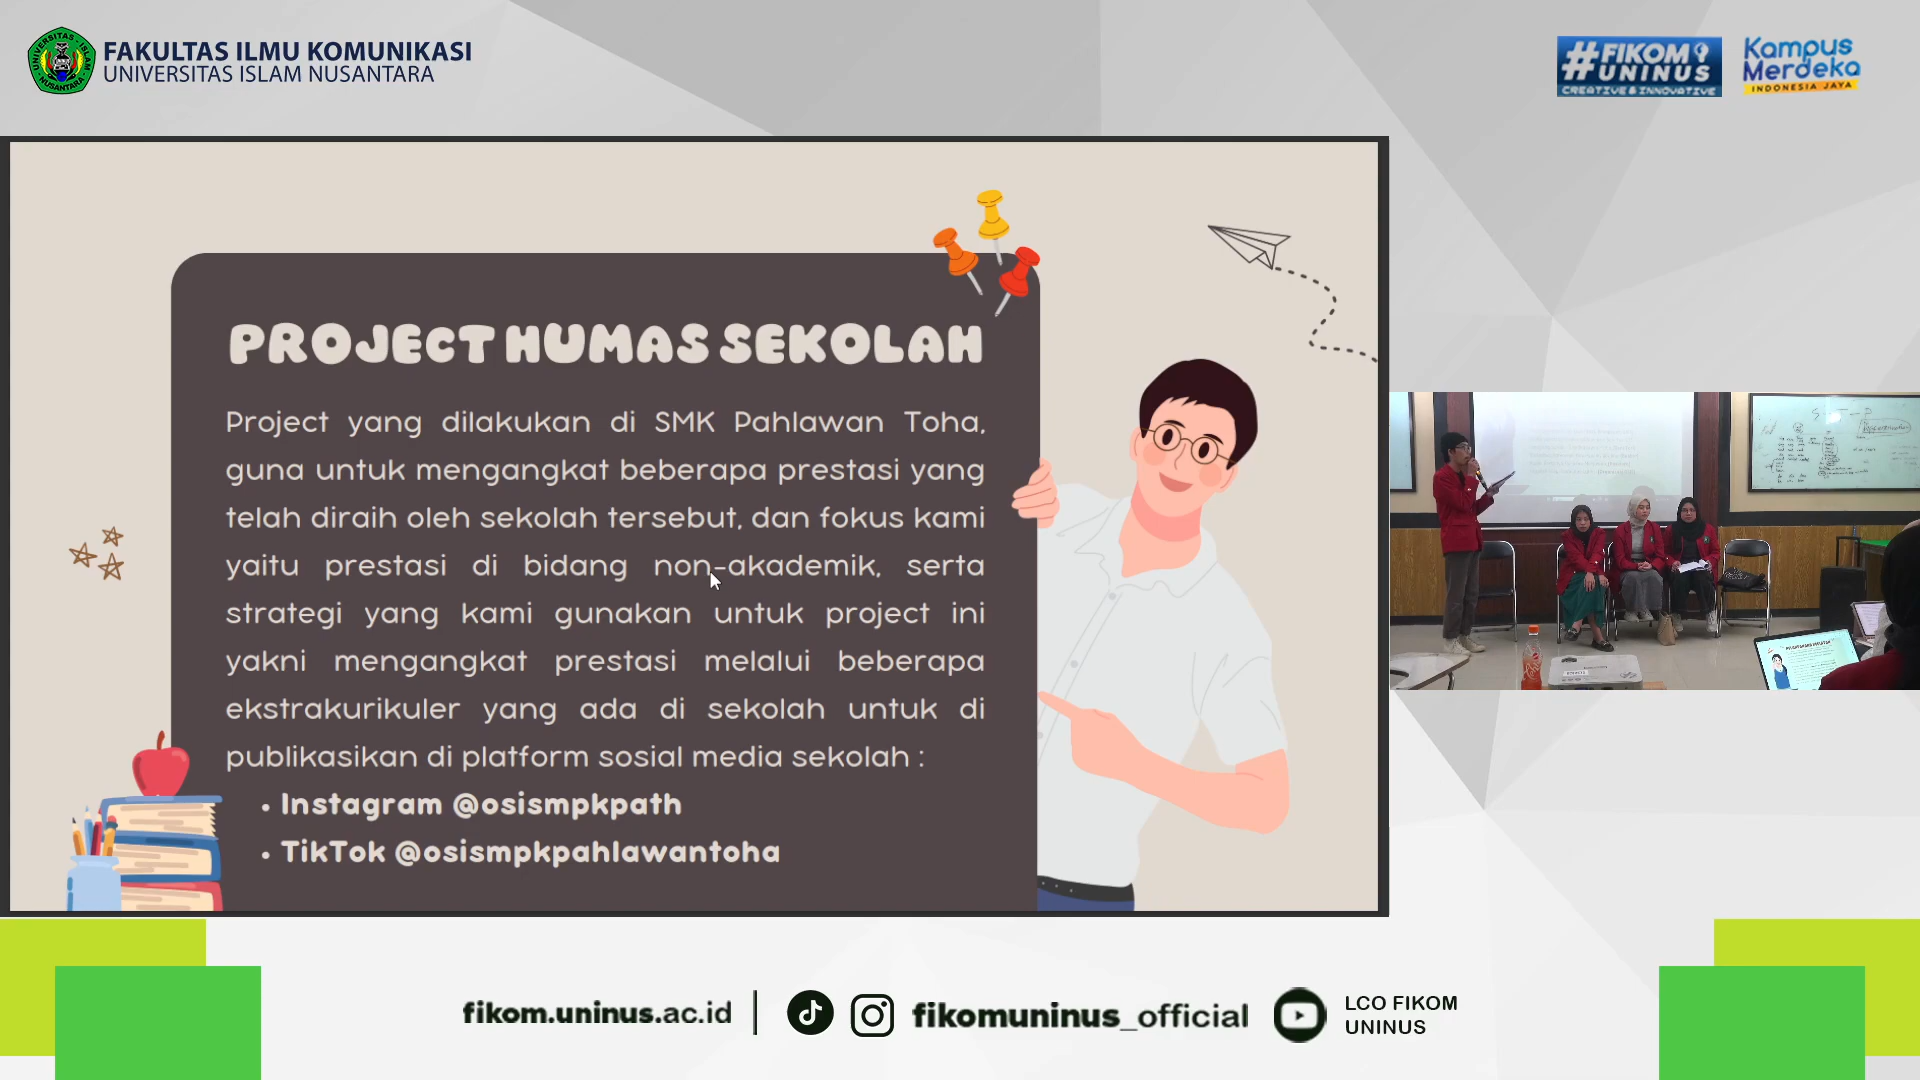 FAKULTAS ILMU KOMUNIKASI
UNIVERSITAS ISLAM NUSANTARA
UNIVERSITAS - ISLAM
NUSANTARA
#FIKOM
UNINUS
CREATIVE & INNOVATIVE
Kampus
Merdeka
INDONESIA JAYA
PROJECT HUMAS SEKOLAH
Project yang dilakukan di SMK Pahlawan Toha,
guna untuk mengangkat beberapa prestasi yang
telah diraih oleh sekolah tersebut, dan fokus kami
yaitu prestasi di bidang non-akademik, serta
strategi yang kami gunakan untuk project ini
yakni mengangkat prestasi melalui beberapa
ekstrakurikuler yang ada di sekolah untuk di
publikasikan di platform sosial media sekolah :
• Instagram @osismpkpath
• TikTok @osismpkpahlawantoha
fikom.uninus.ac.id
fikomuninus_official
LCO FIKOM
UNINUS